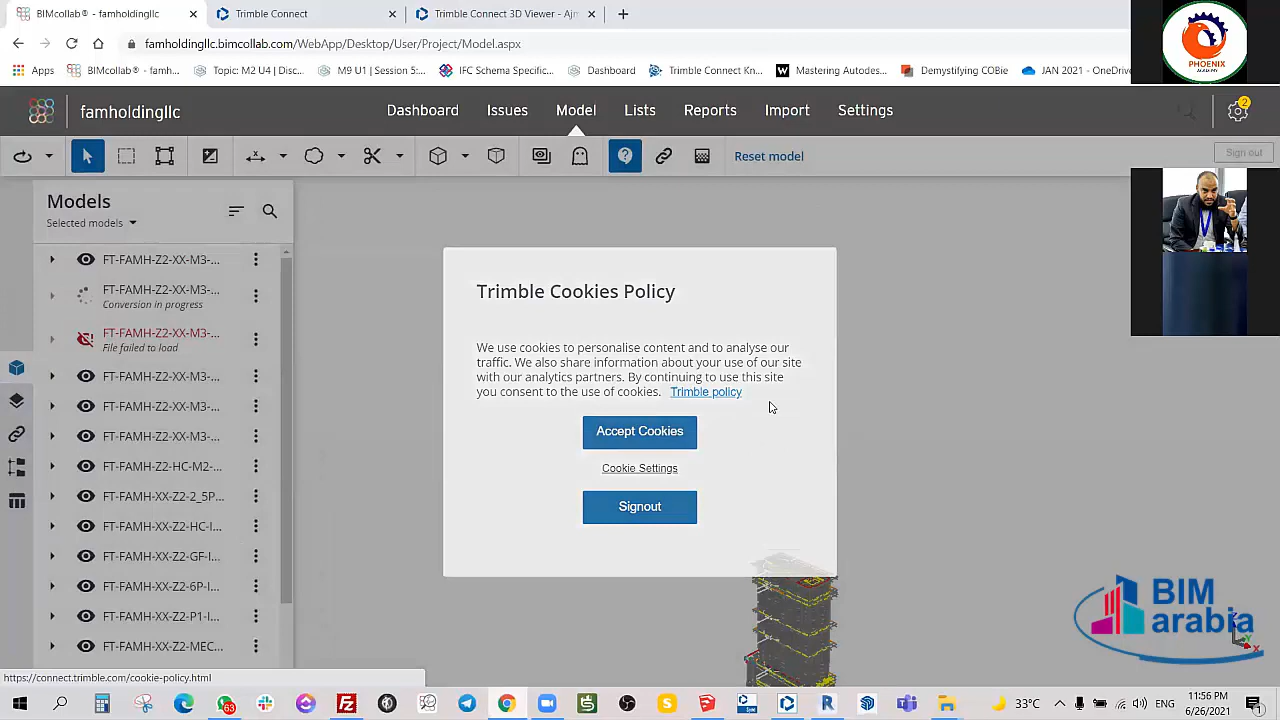 BIMcollab® - famholdingllc
Trimble Connect
Trimble Connect 3D Viewer - Ajm
famholdingllc.bimcollab.com/WebApp/Desktop/User/Project/Model.aspx
Apps
BIMcollab® - famh...
Topic: M2 U4 | Disc...
M9 U1 | Session 5:...
IFC Schema Specific...
Dashboard
Trimble Connect Kn...
Mastering Autodes...
Identifying COBie
JAN 2021 - OneDriv
PHOENIX
ACADEMY
famholdingllc
Dashboard
Issues
Model
Lists
Reports
Import
Settings
2
Reset model
Sign out
Models
Selected models
FT-FAMH-Z2-XX-M3-...
FT-FAMH-Z2-XX-M3-...
Conversion in progress
FT-FAMH-Z2-XX-M3-...
File failed to load
FT-FAMH-Z2-XX-M3-...
FT-FAMH-Z2-XX-M3-...
FT-FAMH-Z2-XX-M3-...
FT-FAMH-Z2-HC-M2-...
FT-FAMH-XX-Z2-2_5P...
FT-FAMH-XX-Z2-HC-I...
FT-FAMH-XX-Z2-GF-I...
FT-FAMH-XX-Z2-6P-I...
FT-FAMH-XX-Z2-P1-I...
FT-FAMH-XX-Z2-MEC...
Trimble Cookies Policy
We use cookies to personalise content and to analyse our
traffic. We also share information about your use of our site
with our analytics partners. By continuing to use this site
you consent to the use of cookies. Trimble policy
Accept Cookies
Cookie Settings
Signout
BIM
arabia
https://connect.trimble.com/cookie-policy.html
63
33°C
ENG
11:56 PM
6/26/2021
1